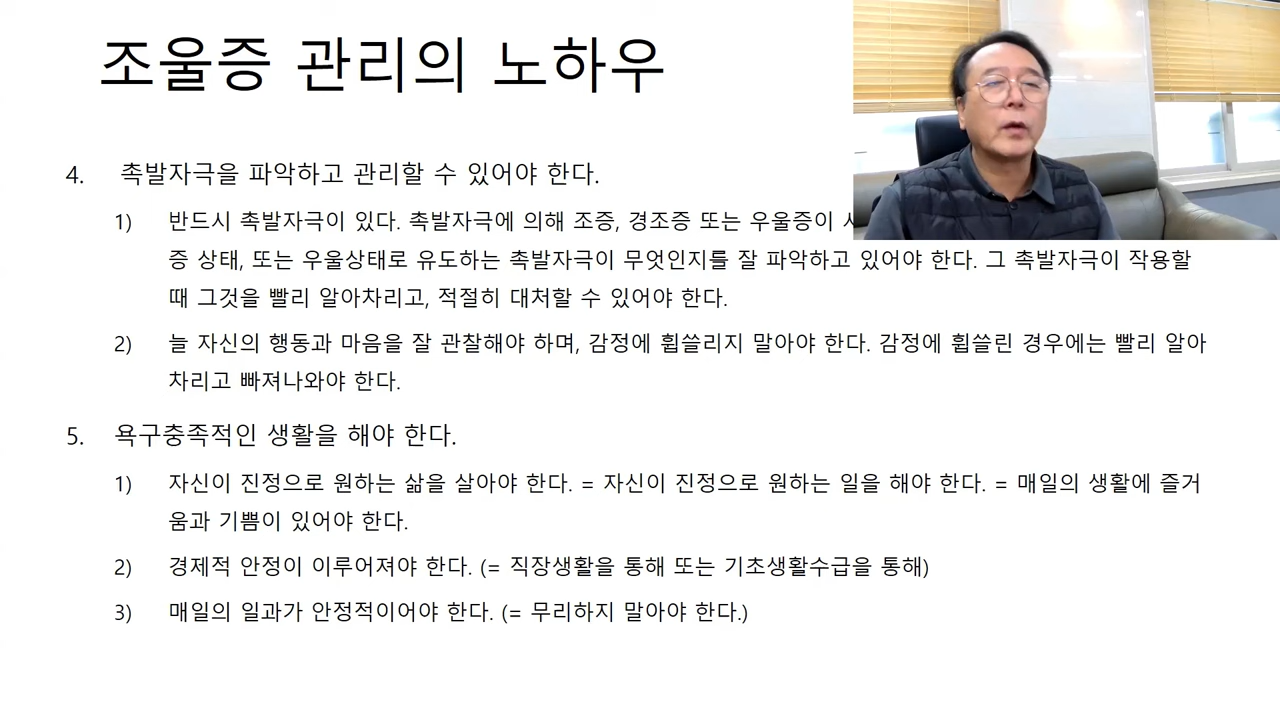 조울증 관리의 노하우
4. 촉발자극을 파악하고 관리할 수 있어야 한다.
1) 반드시 촉발자극이 있다. 촉발자극에 의해 조증, 경조증 또는 우울증이
증 상태, 또는 우울상태로 유도하는 촉발자극이 무엇인지를 잘 파악하고 있어야 한다. 그 촉발자극이 작용할
때 그것을 빨리 알아차리고, 적절히 대처할 수 있어야 한다.
2) 늘 자신의 행동과 마음을 잘 관찰해야 하며, 감정에 휩쓸리지 말아야 한다. 감정에 휩쓸린 경우에는 빨리 알아
차리고 빠져나와야 한다.
5. 욕구충족적인 생활을 해야 한다.
1) 자신이 진정으로 원하는 삶을 살아야 한다. = 자신이 진정으로 원하는 일을 해야 한다. = 매일의 생활에 즐거
움과 기쁨이 있어야 한다.
2) 경제적 안정이 이루어져야 한다. (= 직장생활을 통해 또는 기초생활수급을 통해)
3) 매일의 일과가 안정적이어야 한다. (= 무리하지 말아야 한다.)